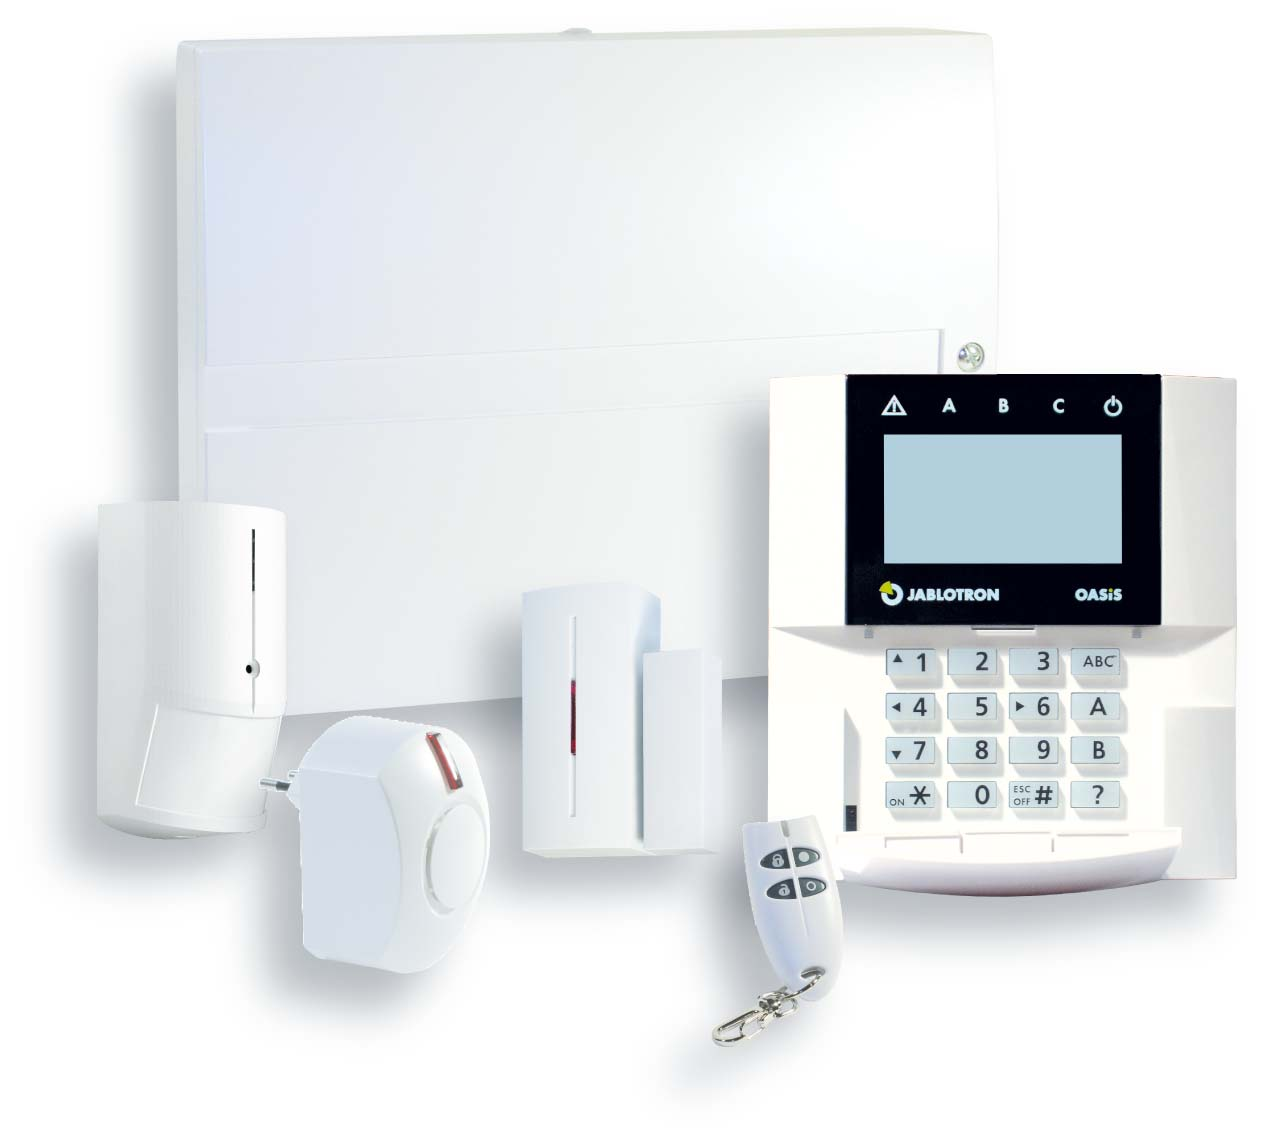 A B C
JABLOTRON OASiS
1 2 3 ABC
4 5 6 A
7 8 9 B
ON * 0 ESC OFF # ?